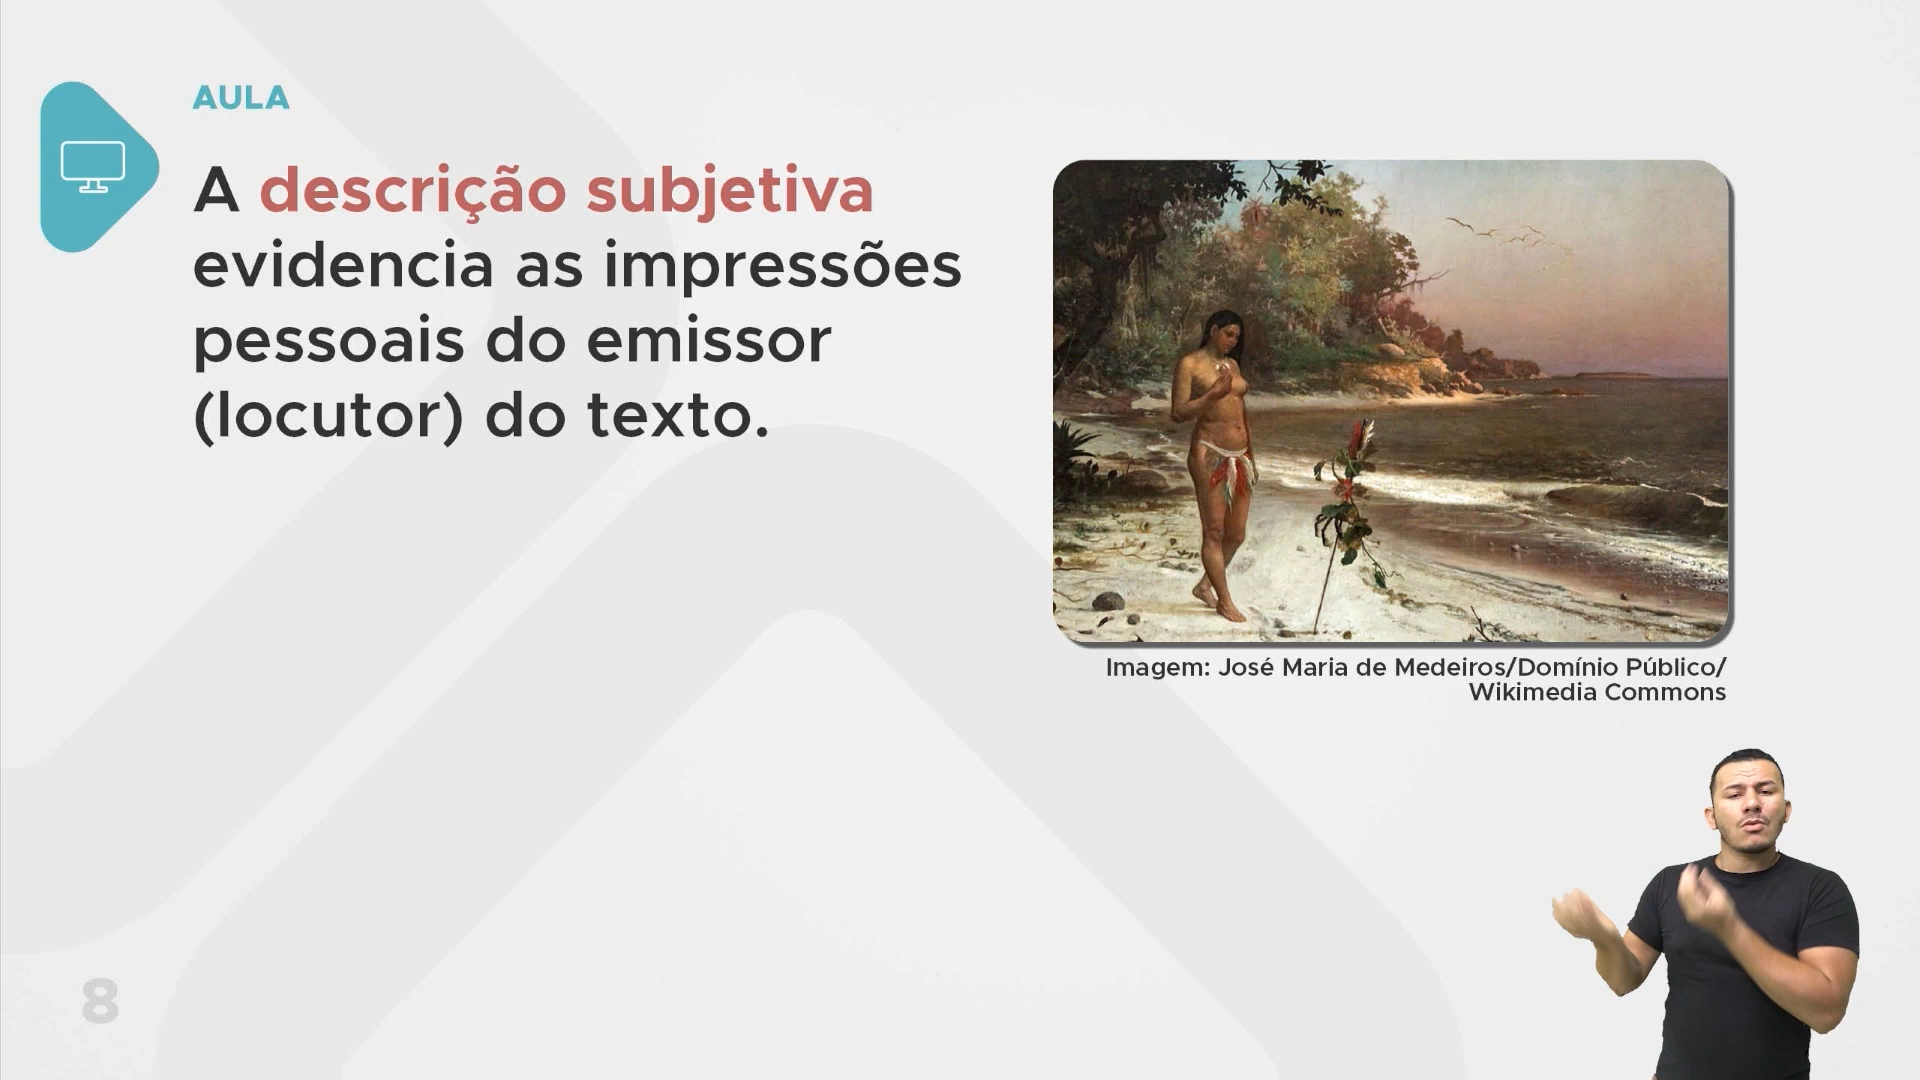 AULA
A descrição subjetiva
evidencia as impressões
pessoais do emissor
(locutor) do texto.
Imagem: José Maria de Medeiros/Domínio Público/
Wikimedia Commons
8